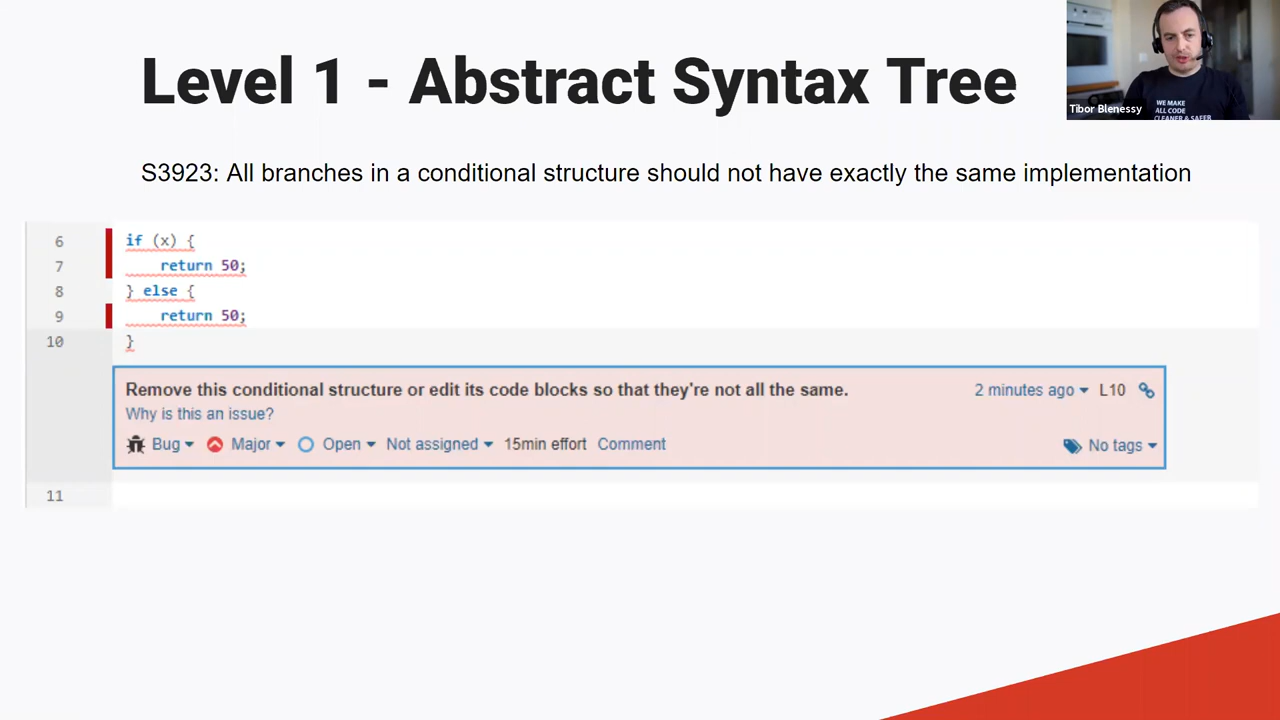 Level 1 - Abstract Syntax Tree
Tibor Blenessy
WE MAKE
ALL CODE
CLEANER & SAFER
S3923: All branches in a conditional structure should not have exactly the same implementation
6 if (x) {
7 return 50;
8 } else {
9 return 50;
10 }
Remove this conditional structure or edit its code blocks so that they're not all the same. 2 minutes ago L10
Why is this an issue?
Bug Major Open Not assigned 15min effort Comment No tags
11